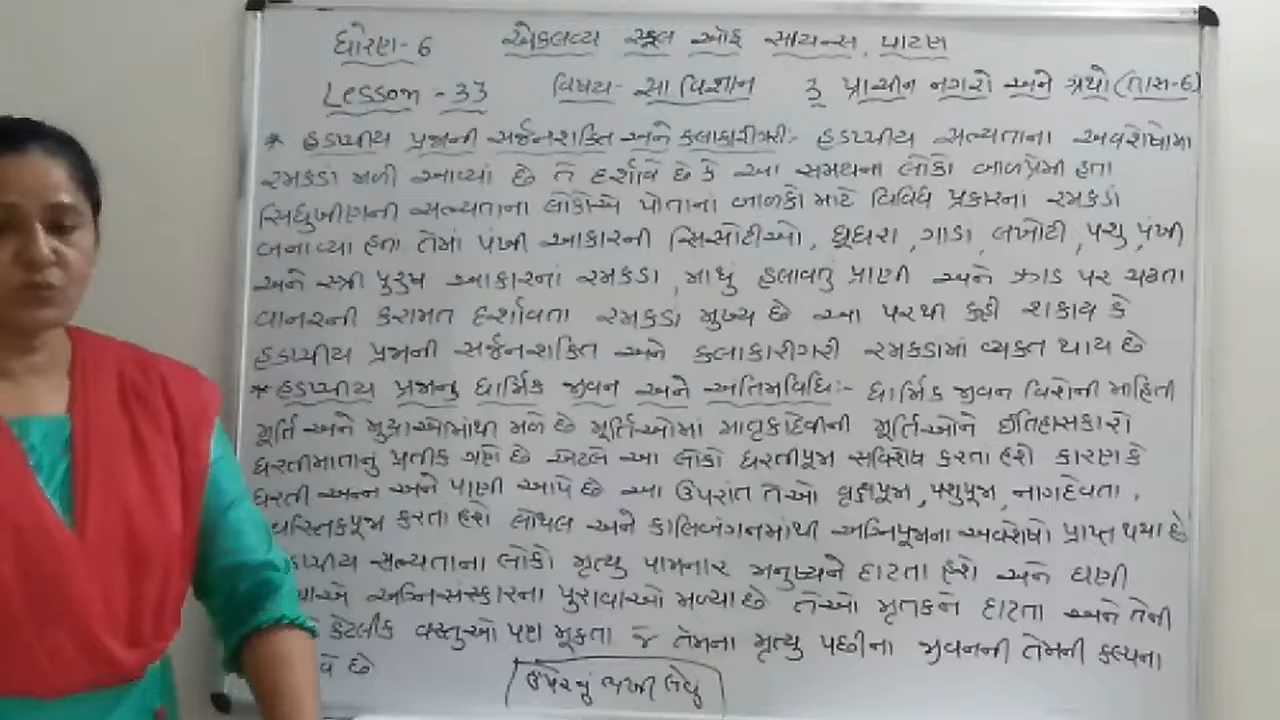 ધોરણ-6 એકલવ્ય સ્કૂલ ઓફ સાયન્સ, પાટણ
Lesson - 33 વિષય- સા વિજ્ઞાન 3 પ્રાચીન નગરો અને ગ્રંથો (તાસ-6)
* હડપ્પીય પ્રજાની સર્જનશક્તિ અને કલાકારીગરી:- હડપ્પીય સભ્યતાના અવશેષોમા
રમકડાં મળી આવ્યાં છે તે દર્શાવે છે કે આ સમયના લોકો બાળપ્રેમી હતા
સિંધુખીણની સભ્યતાના લોકોએ પોતાનાં બાળકો માટે વિવિધ પ્રકારનાં રમકડાં
બનાવ્યા હતા તેમાં પંખી આકારની સિસોટીઓ, ઘૂઘરા, ગાડા, લખોટી, પશુ, પંખી
અને સ્ત્રી પુરુષ આકારનાં રમકડા, માથું હલાવતું પ્રાણી અને ઝાડ પર ચઢતા
વાનરની કરામત દર્શાવતા રમકડાં મુખ્ય છે આ પરથી કહી શકાય કે
હડપ્પીય પ્રજાની સર્જનશક્તિ અને કલાકારીગરી રમકડામાં વ્યક્ત થાય છે
* હડપ્પીય પ્રજાનુ ધાર્મિક જીવન અને અંતિમવિધિ:- ધાર્મિક જીવન વિશેની માહિતી
મૂર્તિ અને મુદ્રાઓમાંથી મળે છે મૂર્તિઓમાં માતૃકાદેવીની મૂર્તિઓને ઈતિહાસકારો
ધરતીમાતાનું પ્રતીક ગણે છે એટલે આ લોકો ધરતીપૂજા સવિશેષ કરતા હશે કારણ કે
ધરતી અન્ન અને પાણી આપે છે આ ઉપરાંત તેઓ વૃક્ષપૂજા, પશુપૂજા, નાગદેવતા,
વસ્તિકપૂજા કરતા હશે લોથલ અને કાલિબંગનમાંથી અગ્નિપૂજાના અવશેષો પ્રાપ્ત થયા છે
ડપ્પીય સભ્યતાના લોકો મૃત્યુ પામનાર મનુષ્યને દાટતા હશે અને ઘણી
યાએ અગ્નિસંસ્કારના પુરાવાઓ મળ્યા છે તેઓ મૃતકને દાટતા અને તેની
કેટલીક વસ્તુઓ પણ મૂકતા જે તેમના મૃત્યુ પછીના જીવનની તેમની કલ્પના
વે છે ઉપરનું લખી લેવું